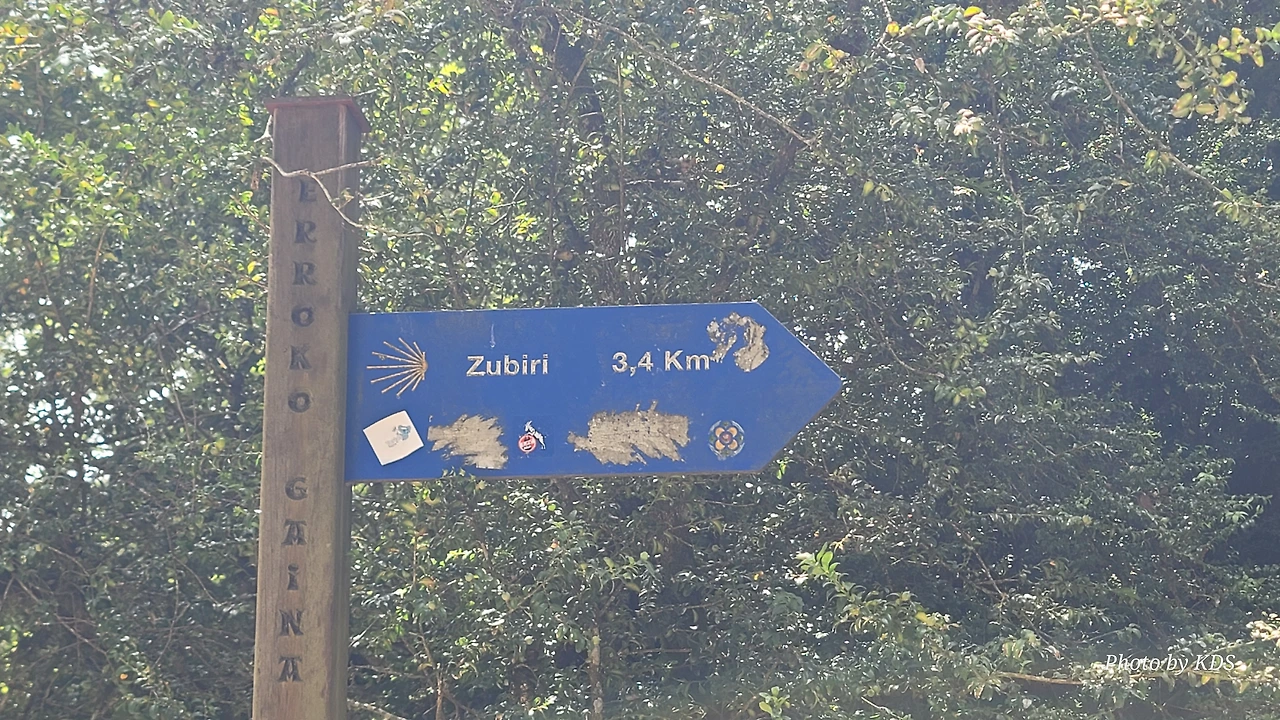 ERROKO GAINA
Zubiri 3,4 Km
Photo by KDS